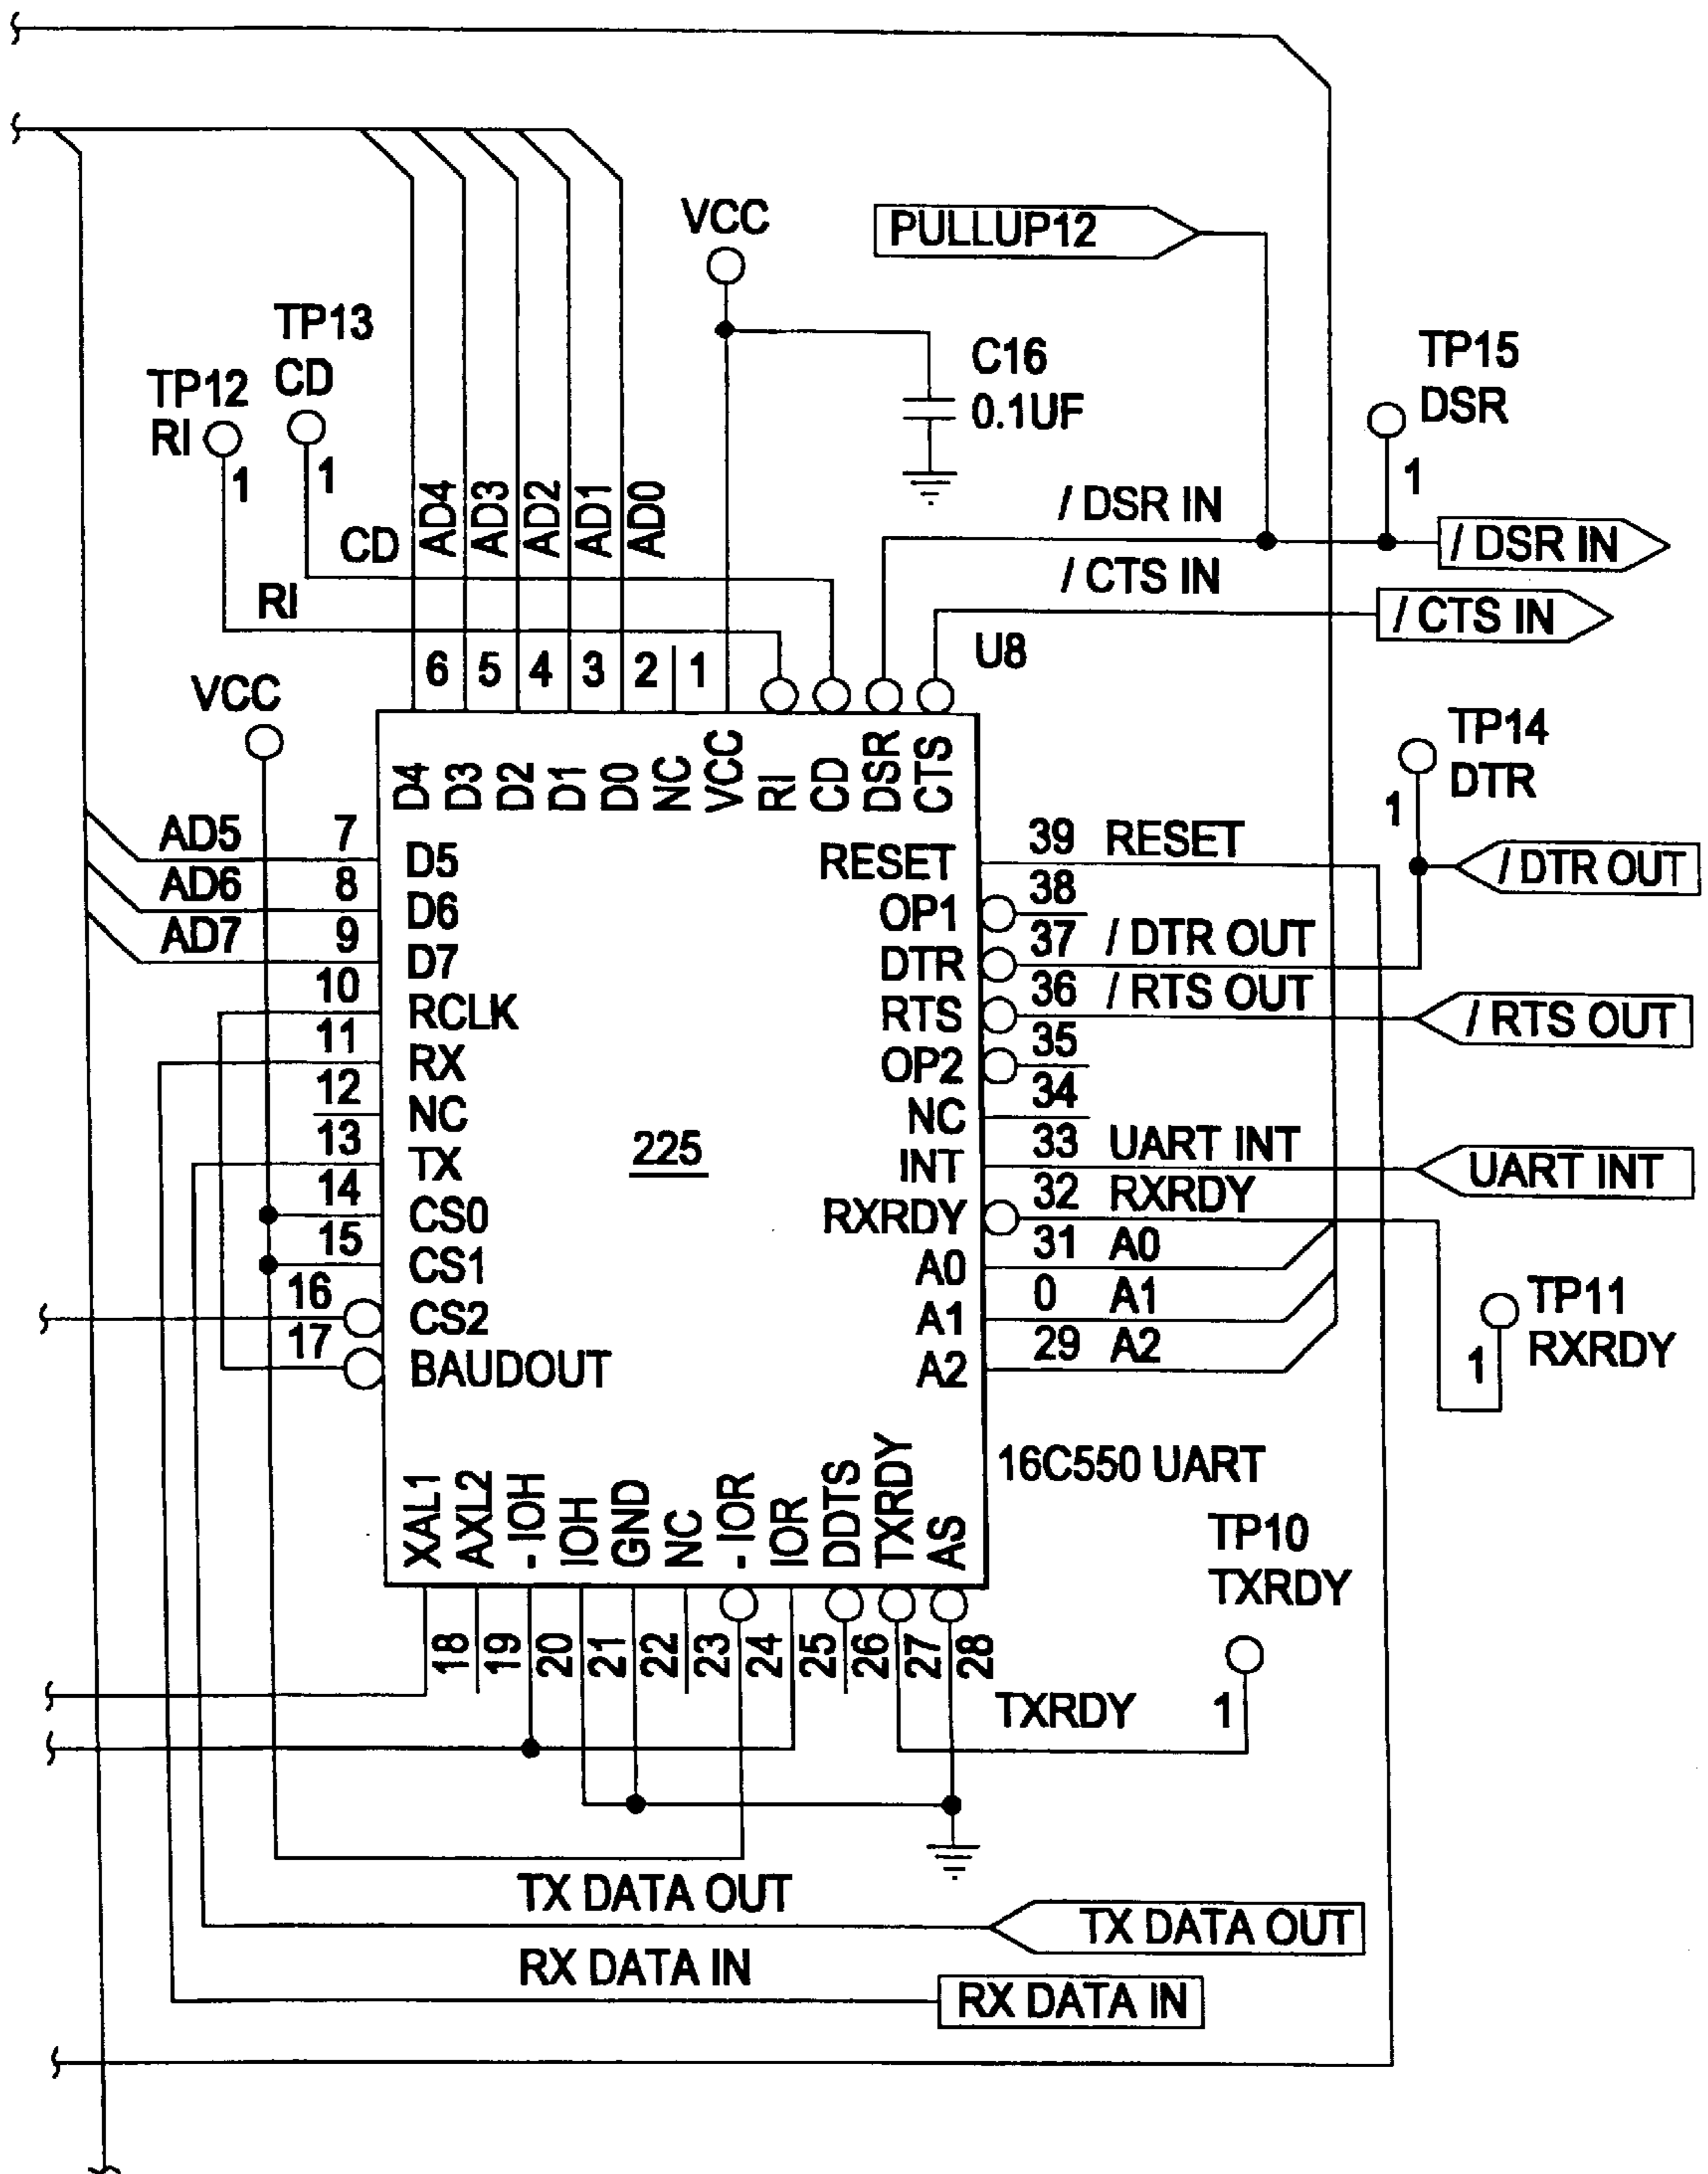 VCC
PULLUP12
TP13
CD
TP12
RI
1
1
C16
0.1UF
TP15
DSR
1
CD
AD4
AD3
AD2
AD1
AD0
RI
/ DSR IN
/ DSR IN
/ CTS IN
/ CTS IN
U8
6 5 4 3 2 1
VCC
D4 D3 D2 D1 D0 NC VCC RI CD DSR CTS
TP14
DTR
1
AD5 7 D5
AD6 8 D6
AD7 9 D7
10 RCLK
11 RX
12 NC
13 TX
14 CS0
15 CS1
16 CS2
17 BAUDOUT
225
RESET 39 RESET
/ DTR OUT
OP1 38
DTR 37 / DTR OUT
RTS 36 / RTS OUT
/ RTS OUT
OP2 35
NC 34
INT 33 UART INT
UART INT
RXRDY 32 RXRDY
A0 31 A0
A1 0 A1
A2 29 A2
TP11
RXRDY
1
16C550 UART
XAL1 AXL2 - IOH IOH GND NC - IOR IOR DDTS TXRDY AS
18 19 20 21 22 23 24 25 26 27 28
TP10
TXRDY
TXRDY 1
TX DATA OUT
TX DATA OUT
RX DATA IN
RX DATA IN